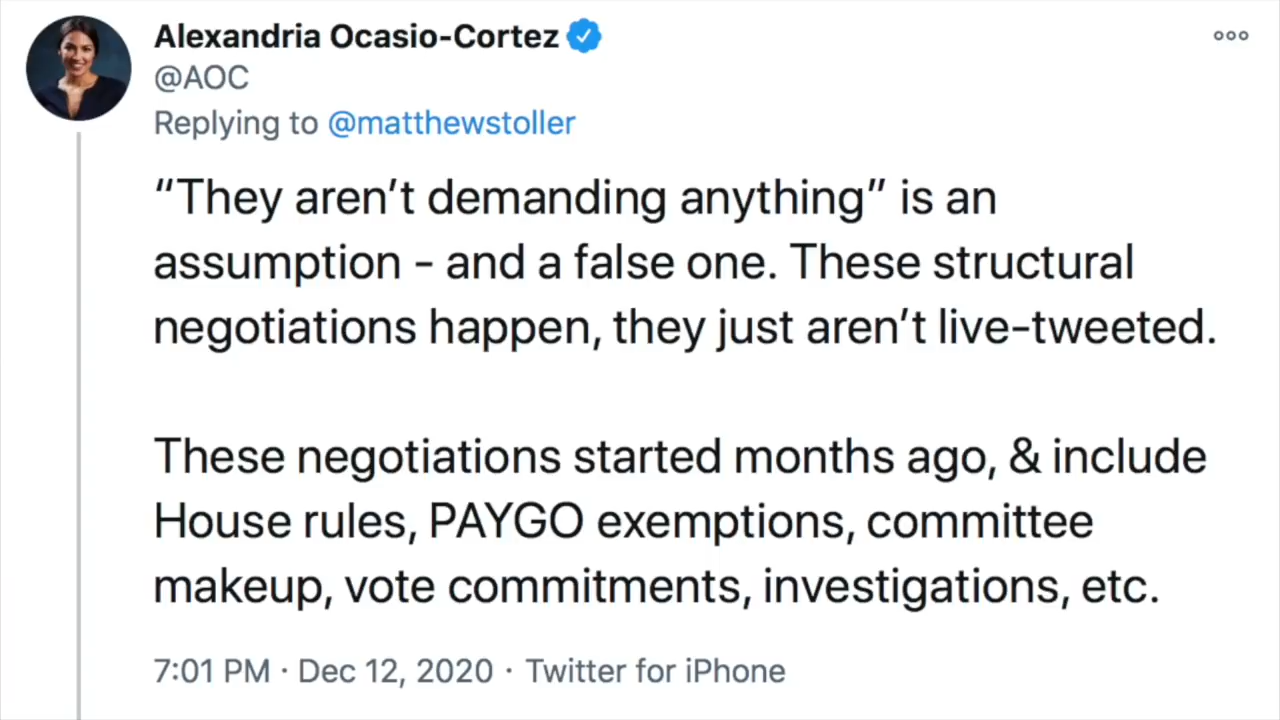 Alexandria Ocasio-Cortez
@AOC
Replying to @matthewstoller
“They aren’t demanding anything” is an
assumption - and a false one. These structural
negotiations happen, they just aren’t live-tweeted.
These negotiations started months ago, & include
House rules, PAYGO exemptions, committee
makeup, vote commitments, investigations, etc.
7:01 PM · Dec 12, 2020 · Twitter for iPhone